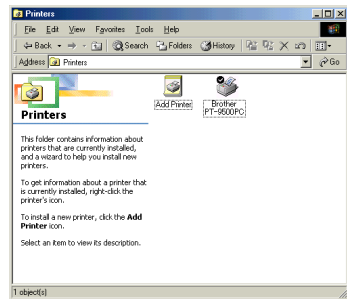 Printers
File Edit View Favorites Tools Help
Back Search Folders History
Address Printers Go
Printers
This folder contains information about
printers that are currently installed,
and a wizard to help you install new
printers.
To get information about a printer that
is currently installed, right-click the
printer's icon.
To install a new printer, click the Add
Printer icon.
Select an item to view its description.
Add Printer
Brother
PT-9500PC
1 object(s)